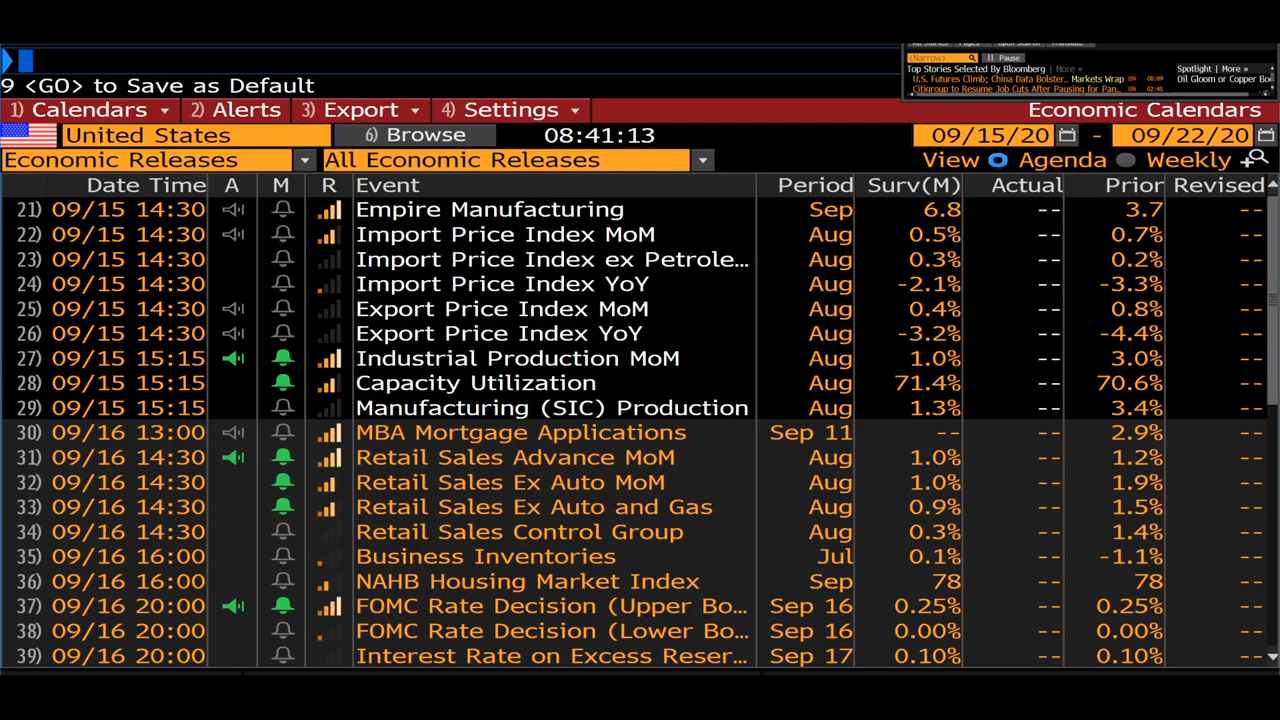 All Stories Pages Open Search Translate
<Narrow> Pause
Top Stories Selected By Bloomberg | More »
Spotlight | More »
U.S. Futures Climb; China Data Bolster... Markets Wrap BN 08:09
Oil Gloom or Copper Bo
Citigroup to Resume Job Cuts After Pausing for Pan... BN 02:45
9 <GO> to Save as Default
1) Calendars 2) Alerts 3) Export 4) Settings Economic Calendars
United States 6) Browse 08:41:13 09/15/20 - 09/22/20
Economic Releases All Economic Releases View Agenda Weekly
Date Time A M R Event Period Surv(M) Actual Prior Revised
21) 09/15 14:30 Empire Manufacturing Sep 6.8 -- 3.7 --
22) 09/15 14:30 Import Price Index MoM Aug 0.5% -- 0.7% --
23) 09/15 14:30 Import Price Index ex Petrole... Aug 0.3% -- 0.2% --
24) 09/15 14:30 Import Price Index YoY Aug -2.1% -- -3.3% --
25) 09/15 14:30 Export Price Index MoM Aug 0.4% -- 0.8% --
26) 09/15 14:30 Export Price Index YoY Aug -3.2% -- -4.4% --
27) 09/15 15:15 Industrial Production MoM Aug 1.0% -- 3.0% --
28) 09/15 15:15 Capacity Utilization Aug 71.4% -- 70.6% --
29) 09/15 15:15 Manufacturing (SIC) Production Aug 1.3% -- 3.4% --
30) 09/16 13:00 MBA Mortgage Applications Sep 11 -- -- 2.9% --
31) 09/16 14:30 Retail Sales Advance MoM Aug 1.0% -- 1.2% --
32) 09/16 14:30 Retail Sales Ex Auto MoM Aug 1.0% -- 1.9% --
33) 09/16 14:30 Retail Sales Ex Auto and Gas Aug 0.9% -- 1.5% --
34) 09/16 14:30 Retail Sales Control Group Aug 0.3% -- 1.4% --
35) 09/16 16:00 Business Inventories Jul 0.1% -- -1.1% --
36) 09/16 16:00 NAHB Housing Market Index Sep 78 -- 78 --
37) 09/16 20:00 FOMC Rate Decision (Upper Bo... Sep 16 0.25% -- 0.25% --
38) 09/16 20:00 FOMC Rate Decision (Lower Bo... Sep 16 0.00% -- 0.00% --
39) 09/16 20:00 Interest Rate on Excess Reser... Sep 17 0.10% -- 0.10% --